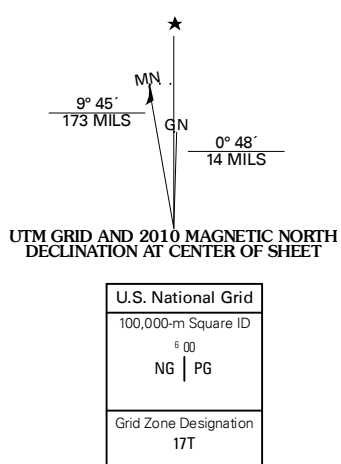 ★
MN
9° 45´
173 MILS
GN
0° 48´
14 MILS
UTM GRID AND 2010 MAGNETIC NORTH
DECLINATION AT CENTER OF SHEET
U.S. National Grid
100,000-m Square ID
6 00
NG | PG
Grid Zone Designation
17T